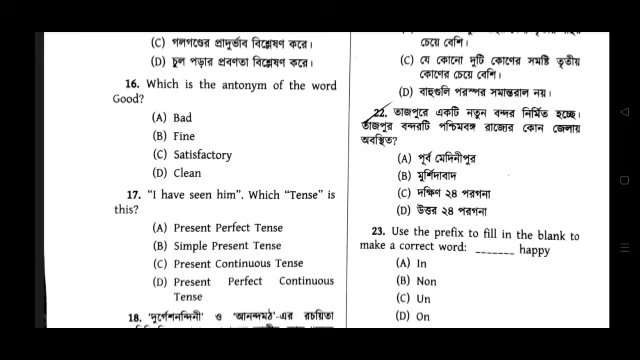 (C) গলগণ্ডের প্রাদুর্ভাব বিশ্লেষণ করে।
(D) চুল পড়ার প্রবণতা বিশ্লেষণ করে।
16. Which is the antonym of the word
Good?
(A) Bad
(B) Fine
(C) Satisfactory
(D) Clean
17. “I have seen him”. Which “Tense” is
this?
(A) Present Perfect Tense
(B) Simple Present Tense
(C) Present Continuous Tense
(D) Present Perfect Continuous
Tense
18. ‘দুর্গেশনন্দিনী’ ও ‘আনন্দমঠ’-এর রচয়িতা
চেয়ে বেশি।
(C) যে কোনো দুটি কোণের সমষ্টি তৃতীয়
কোণের চেয়ে বেশি।
(D) বাহুগুলি পরস্পর সমান্তরাল নয়।
22. তাজপুরে একটি নতুন বন্দর নির্মিত হচ্ছে।
তাজপুর বন্দরটি পশ্চিমবঙ্গ রাজ্যের কোন জেলায়
অবস্থিত?
(A) পূর্ব মেদিনীপুর
(B) মুর্শিদাবাদ
(C) দক্ষিণ ২৪ পরগনা
(D) উত্তর ২৪ পরগনা
23. Use the prefix to fill in the blank to
make a correct word: _______ happy
(A) In
(B) Non
(C) Un
(D) On